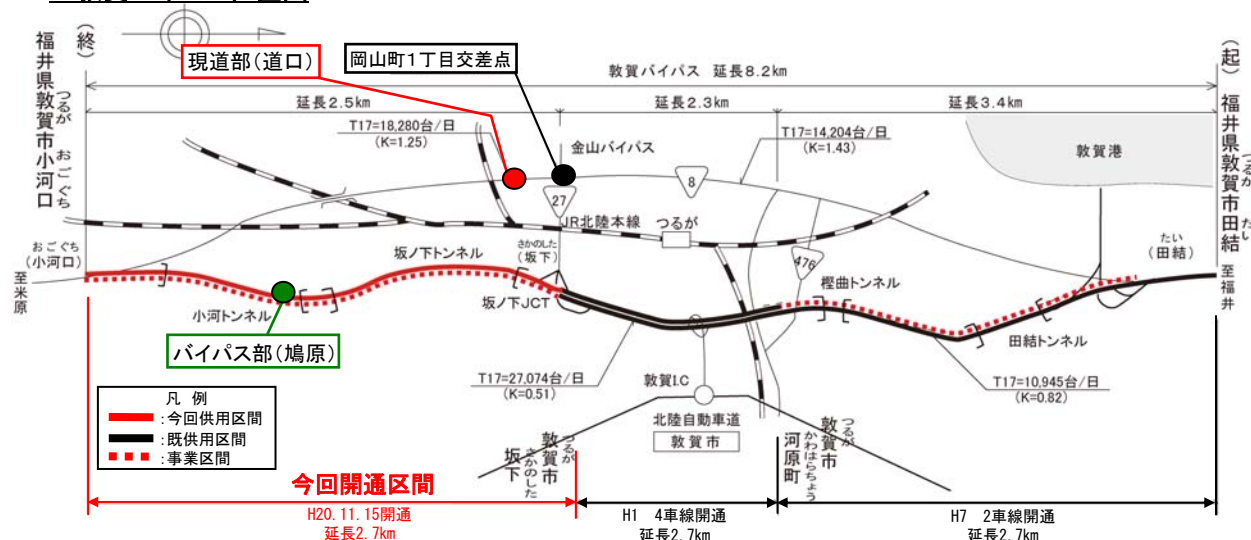 現道部(道口)
岡山町1丁目交差点
(終)
福井県敦賀市小河口
つるが
おごぐち
(起)
福井県敦賀市田結
つるが
たい
敦賀バイパス 延長8.2km
延長2.5km
延長2.3km
延長3.4km
T17=18,280台/日
(K=1.25)
金山バイパス
T17=14,204台/日
(K=1.43)
敦賀港
27
8
JR北陸本線
つるが
476
おごぐち
(小河口)
至米原
坂ノ下トンネル
さかのした
(坂下)
坂ノ下JCT
樫曲トンネル
たい
(田結)
至福井
小河トンネル
バイパス部(鳩原)
田結トンネル
T17=27,074台/日
(K=0.51)
敦賀I.C
T17=10,945台/日
(K=0.82)
北陸自動車道
敦賀市
凡 例
:今回供用区間
:既供用区間
:事業区間
敦賀市
つるが
坂下
さかのした
敦賀市
つるが
河原町
かわはらちょう
今回開通区間
H20.11.15開通
延長2.7km
H1 4車線開通
延長2.7km
H7 2車線開通
延長2.7km